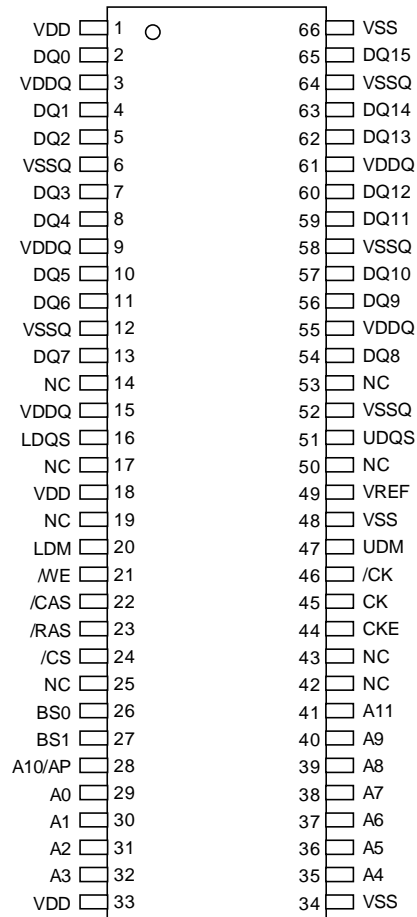 VDD 1 66 VSS
DQ0 2 65 DQ15
VDDQ 3 64 VSSQ
DQ1 4 63 DQ14
DQ2 5 62 DQ13
VSSQ 6 61 VDDQ
DQ3 7 60 DQ12
DQ4 8 59 DQ11
VDDQ 9 58 VSSQ
DQ5 10 57 DQ10
DQ6 11 56 DQ9
VSSQ 12 55 VDDQ
DQ7 13 54 DQ8
NC 14 53 NC
VDDQ 15 52 VSSQ
LDQS 16 51 UDQS
NC 17 50 NC
VDD 18 49 VREF
NC 19 48 VSS
LDM 20 47 UDM
/WE 21 46 /CK
/CAS 22 45 CK
/RAS 23 44 CKE
/CS 24 43 NC
NC 25 42 NC
BS0 26 41 A11
BS1 27 40 A9
A10/AP 28 39 A8
A0 29 38 A7
A1 30 37 A6
A2 31 36 A5
A3 32 35 A4
VDD 33 34 VSS